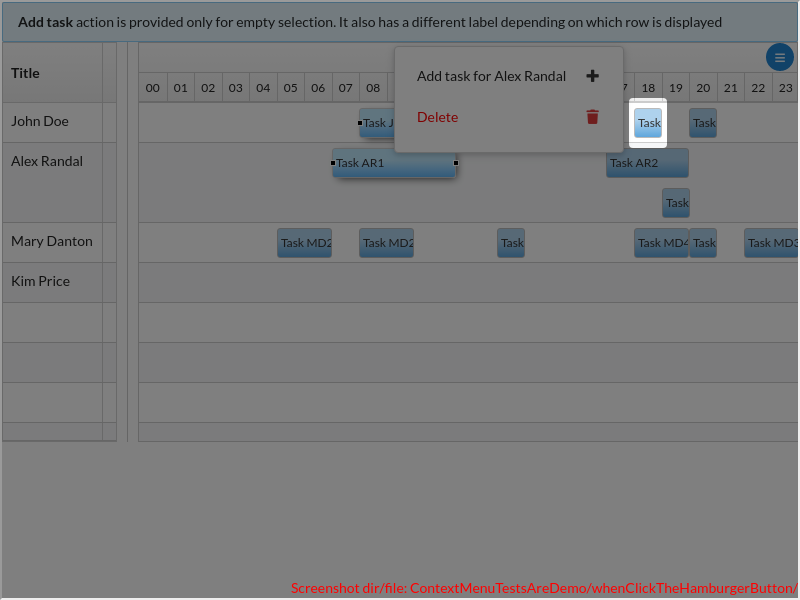 Add task action is provided only for empty selection. It also has a different label depending on which row is displayed
Title
00 01 02 03 04 05 06 07 08 18 19 20 21 22 23
Add task for Alex Randal
Delete
John Doe
Task J
Task
Task
Alex Randal
Task AR1
Task AR2
Task
Mary Danton
Task MD2
Task MD2
Task
Task MD4
Task
Task MD3
Kim Price
Screenshot dir/file: ContextMenuTestsAreDemo/whenClickTheHamburgerButton/